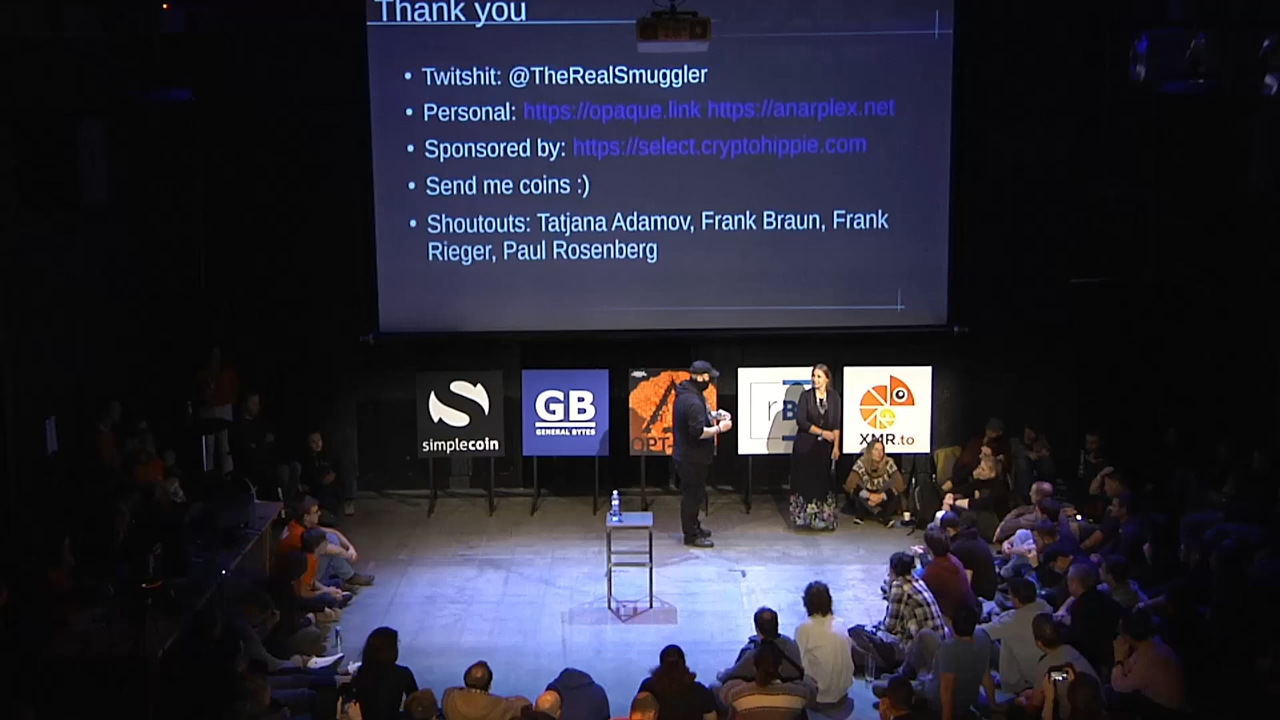 Thank you
• Twitshit: @TheRealSmuggler
• Personal: https://opaque.link https://anarplex.net
• Sponsored by: https://select.cryptohippie.com
• Send me coins :)
• Shoutouts: Tatjana Adamov, Frank Braun, Frank
Rieger, Paul Rosenberg
simplecoin
GB
GENERAL BYTES
OPT
r
B
XMR.to